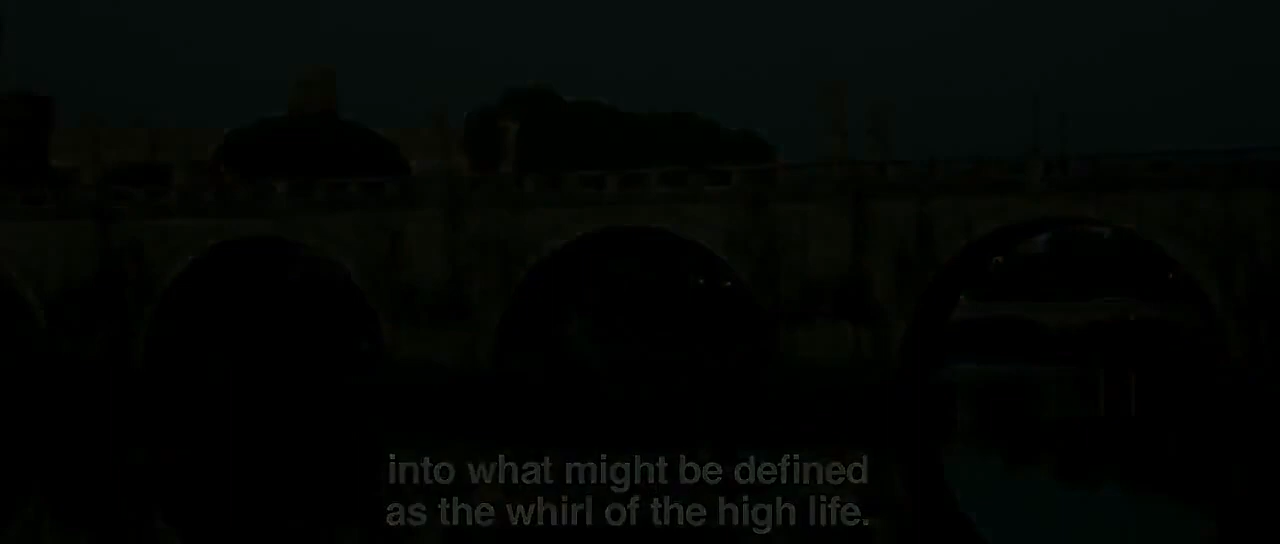 into what might be defined
as the whirl of the high life.